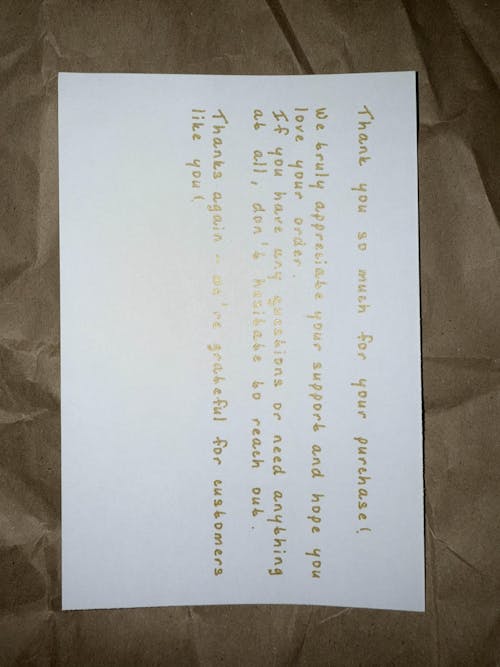 Thank you so much for your purchase!
We truly appreciate your support and hope you
love your order.
If you have any questions or need anything
at all, don't hesitate to reach out.
Thanks again - we're grateful for customers
like you!